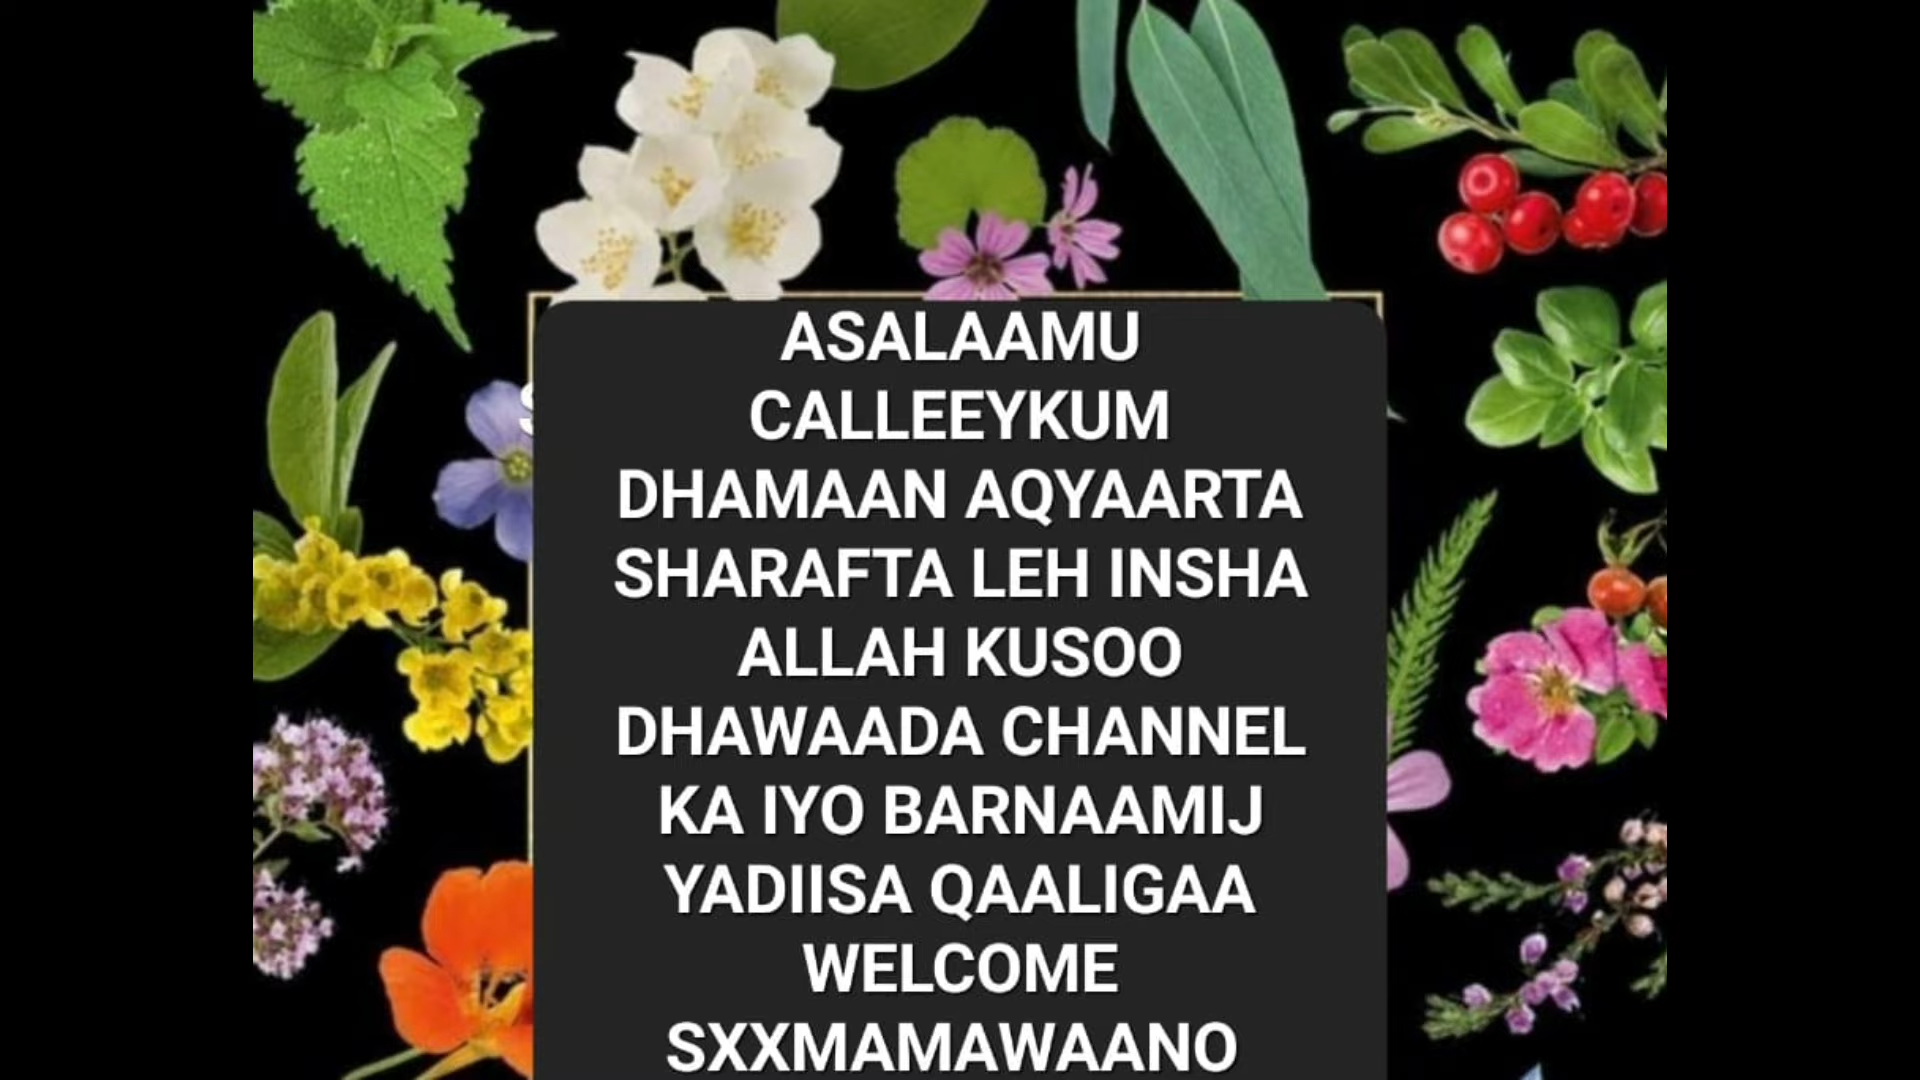 ASALAAMU
CALLEEYKUM
DHAMAAN AQYAARTA
SHARAFTA LEH INSHA
ALLAH KUSOO
DHAWAADA CHANNEL
KA IYO BARNAAMIJ
YADIISA QAALIGAA
WELCOME
SXXMAMAWAANO